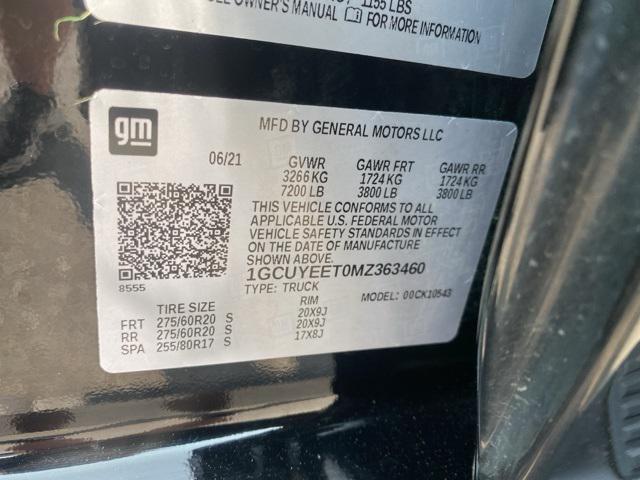 1155 LBS
OWNER'S MANUAL FOR MORE INFORMATION
gm
MFD BY GENERAL MOTORS LLC
06/21 GVWR GAWR FRT GAWR RR
3266 KG 1724 KG 1724 KG
7200 LB 3800 LB 3800 LB
THIS VEHICLE CONFORMS TO ALL
APPLICABLE U.S. FEDERAL MOTOR
VEHICLE SAFETY STANDARDS IN
EFFECT ON THE DATE OF MANUFACTURE
SHOWN ABOVE.
8555
1GCUYEET0MZ363460
TYPE: TRUCK MODEL: 00CK10543
TIRE SIZE RIM
FRT 275/60R20 S 20X9J
RR 275/60R20 S 20X9J
SPA 255/80R17 S 17X8J